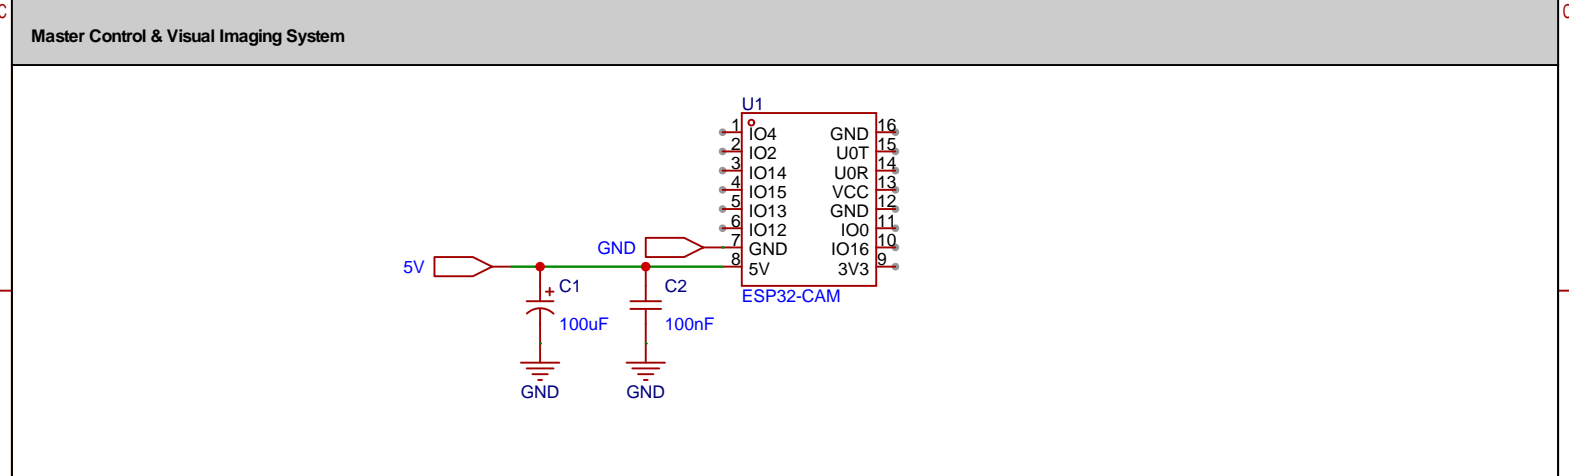 C
C
Master Control & Visual Imaging System
U1
1 IO4 GND 16
2 IO2 U0T 15
3 IO14 U0R 14
4 IO15 VCC 13
5 IO13 GND 12
6 IO12 IO0 11
GND 7 GND IO16 10
5V 8 5V 3V3 9
+ C1 C2 ESP32-CAM
100uF 100nF
GND GND